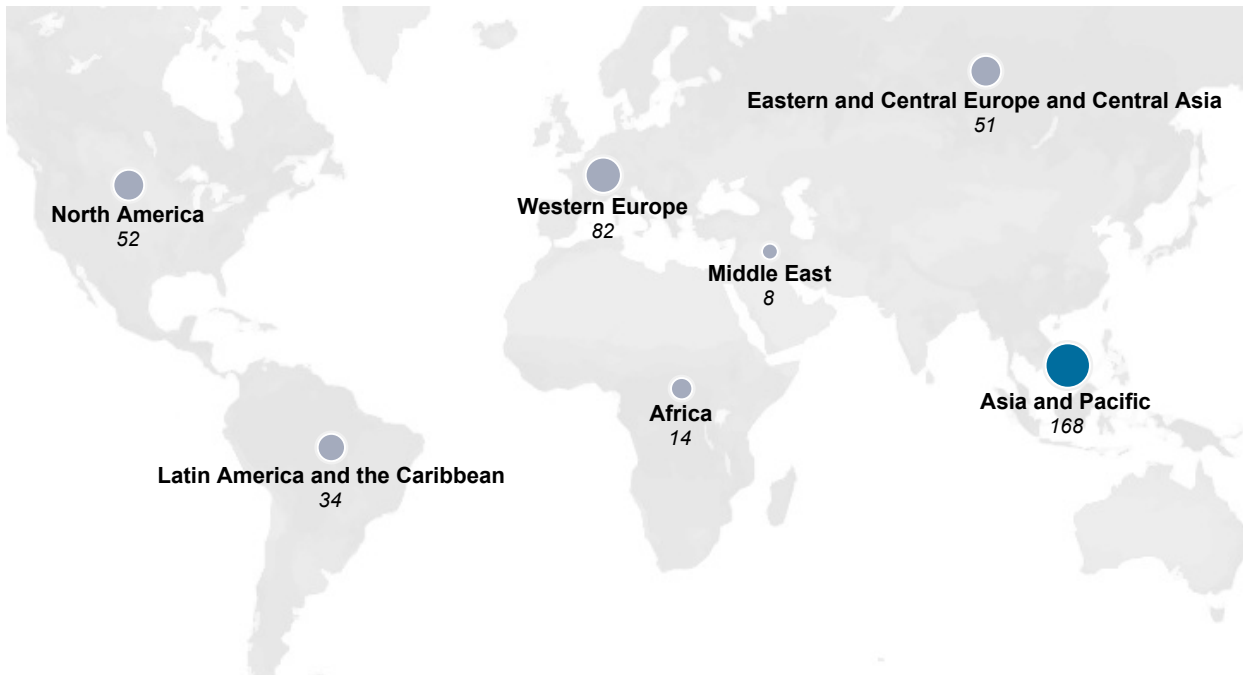 Eastern and Central Europe and Central Asia
51
North America
52
Western Europe
82
Middle East
8
Asia and Pacific
168
Africa
14
Latin America and the Caribbean
34